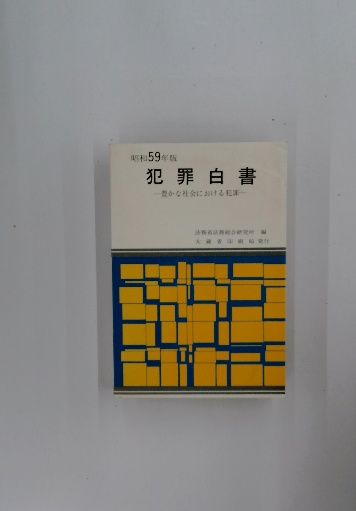 昭和59年版
犯罪白書
—豊かな社会における犯罪—
法務省法務総合研究所 編
大蔵省印刷局発行